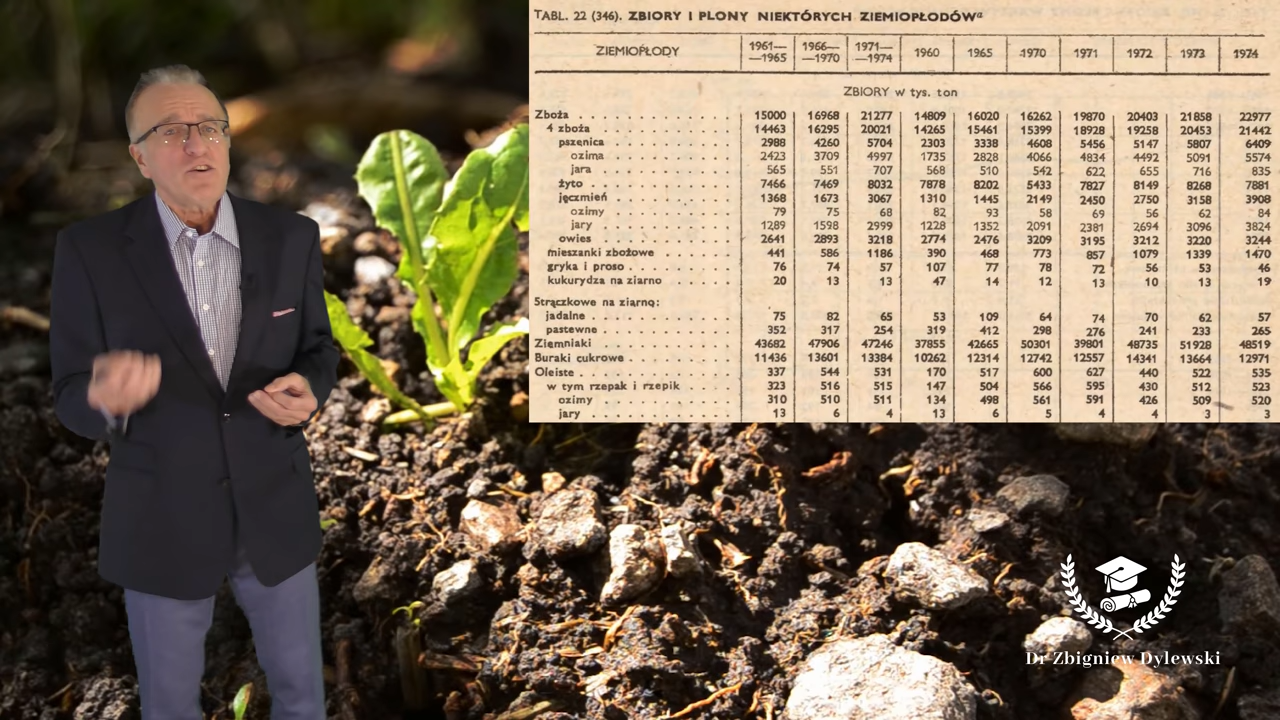 TABL. 22 (346). ZBIORY I PLONY NIEKTÓRYCH ZIEMIOPŁODÓWa
ZIEMIOPŁODY 1961—1965 1966—1970 1971—1974 1960 1965 1970 1971 1972 1973 1974
ZBIORY w tys. ton
Zboża 15000 16968 21277 14809 16020 16262 19870 20403 21858 22977
4 zboża 14463 16295 20021 14265 15461 15399 18928 19258 20453 21442
pszenica 2988 4260 5704 2303 3338 4608 5456 5147 5807 6409
ozima 2423 3709 4997 1735 2828 4066 4834 4492 5091 5574
jara 565 551 707 568 510 542 622 655 716 835
żyto 7466 7469 8032 7878 8202 5433 7827 8149 8268 7881
jęczmień 1368 1673 3067 1310 1445 2149 2450 2750 3158 3908
ozimy 79 75 68 82 93 58 69 56 62 84
jary 1289 1598 2999 1228 1352 2091 2381 2694 3096 3824
owies 2641 2893 3218 2774 2476 3209 3195 3212 3220 3244
mieszanki zbożowe 441 586 1186 390 468 773 857 1079 1339 1470
gryka i proso 76 74 57 107 77 78 72 56 53 46
kukurydza na ziarno 20 13 13 47 14 12 13 10 13 19
Strączkowe na ziarno:
jadalne 75 82 65 53 109 64 74 70 62 57
pastewne 352 317 254 319 412 298 276 241 233 265
Ziemniaki 43682 47906 47246 37855 42665 50301 39801 48735 51928 48519
Buraki cukrowe 11436 13601 13384 10262 12314 12742 12557 14341 13664 12971
Oleiste 337 544 531 170 517 600 627 440 522 535
w tym rzepak i rzepik 323 516 515 147 504 566 595 430 512 523
ozimy 310 510 511 134 498 561 591 426 509 520
jary 13 6 4 13 6 5 4 4 3 3
Dr Zbigniew Dylewski